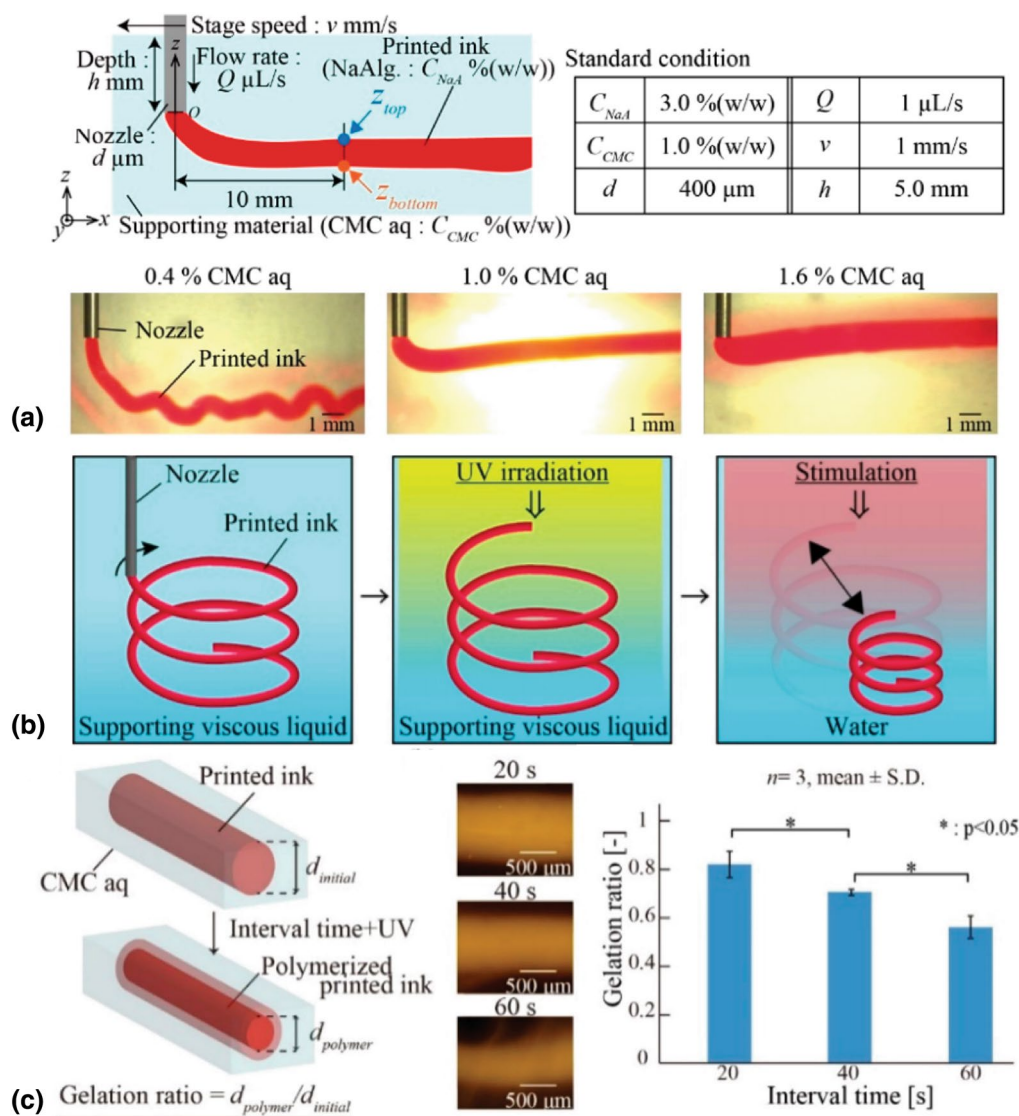 Stage speed : v mm/s
Depth :
h mm
z
Flow rate :
Q μL/s
Printed ink
(NaAlg. : C_NaA %(w/w))
o
Nozzle :
d μm
z_top
z_bottom
10 mm
z
y
x
Supporting material (CMC aq : C_CMC %(w/w))
Standard condition
C_NaA 3.0 %(w/w) Q 1 μL/s
C_CMC 1.0 %(w/w) v 1 mm/s
d 400 μm h 5.0 mm
0.4 % CMC aq 1.0 % CMC aq 1.6 % CMC aq
Nozzle
Printed ink
1 mm 1 mm 1 mm
(a)
Nozzle
Printed ink
Supporting viscous liquid
UV irradiation
Supporting viscous liquid
Stimulation
Water
(b)
Printed ink
CMC aq
d_initial
Interval time+UV
Polymerized
printed ink
d_polymer
Gelation ratio = d_polymer/d_initial
20 s
500 μm
40 s
500 μm
60 s
500 μm
n= 3, mean ± S.D.
* : p<0.05
*
*
Gelation ratio [-]
1
0.8
0.6
0.4
0.2
0
20 40 60
Interval time [s]
(c)